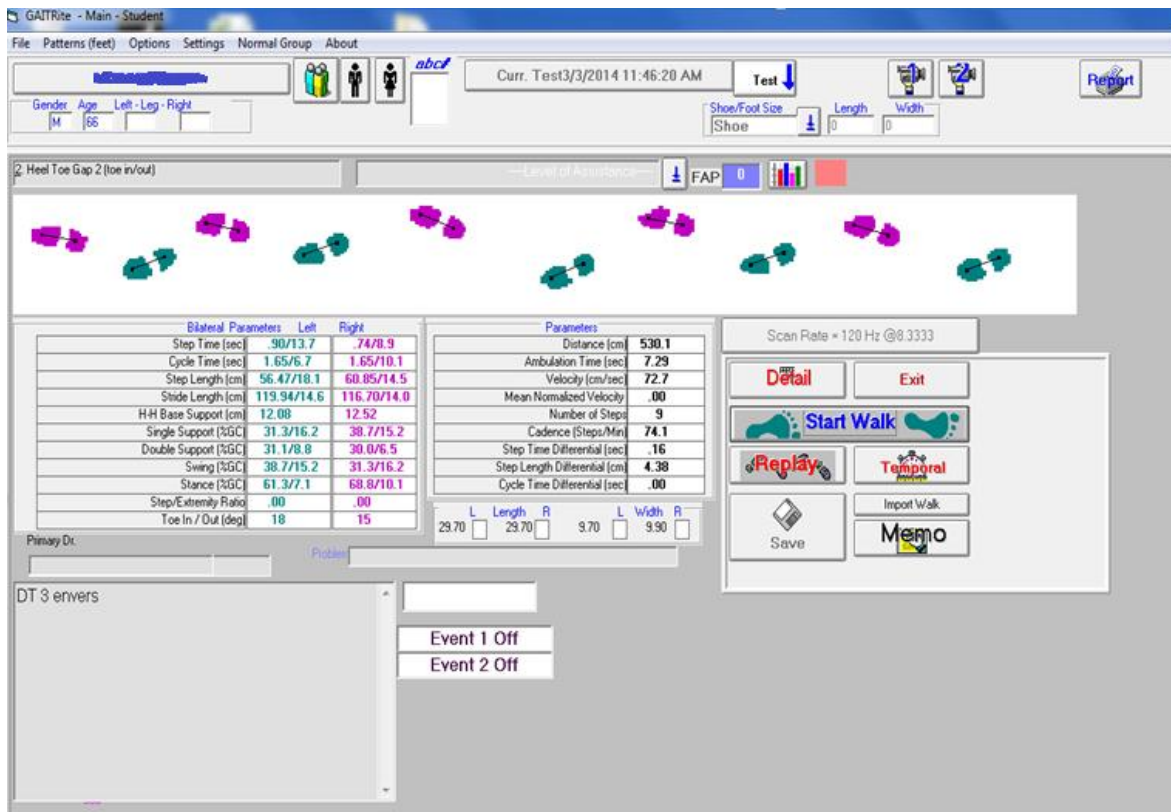 GAITRite - Main - Student
File Patterns (feet) Options Settings Normal Group About
abc
Curr. Test3/3/2014 11:46:20 AM
Test
1
2
Report
Gender Age Left - Leg - Right
M 66
Shoe/Foot Size Length Width
Shoe 0 0
2. Heel Toe Gap 2 (toe in/out)
---Level of Assistance---
FAP 0
Bilateral Parameters Left Right
Step Time (sec) .90/13.7 .74/8.9
Cycle Time (sec) 1.65/6.7 1.65/10.1
Step Length (cm) 56.47/18.1 60.85/14.5
Stride Length (cm) 119.94/14.6 116.70/14.0
H-H Base Support (cm) 12.08 12.52
Single Support (%GC) 31.3/16.2 38.7/15.2
Double Support (%GC) 31.1/8.8 30.0/6.5
Swing (%GC) 38.7/15.2 31.3/16.2
Stance (%GC) 61.3/7.1 68.8/10.1
Step/Extremity Ratio .00 .00
Toe In / Out (deg) 18 15
Parameters
Distance (cm) 530.1
Ambulation Time (sec) 7.29
Velocity (cm/sec) 72.7
Mean Normalized Velocity .00
Number of Steps 9
Cadence (Steps/Min) 74.1
Step Time Differential (sec) .16
Step Length Differential (cm) 4.38
Cycle Time Differential (sec) .00
L Length R L Width R
29.70 29.70 9.70 9.90
Scan Rate = 120 Hz @8.3333
Detail Exit
Start Walk
Replay Temporal
Import Walk
Save Memo
Primary Dr.
Problem
DT 3 envers
Event 1 Off
Event 2 Off